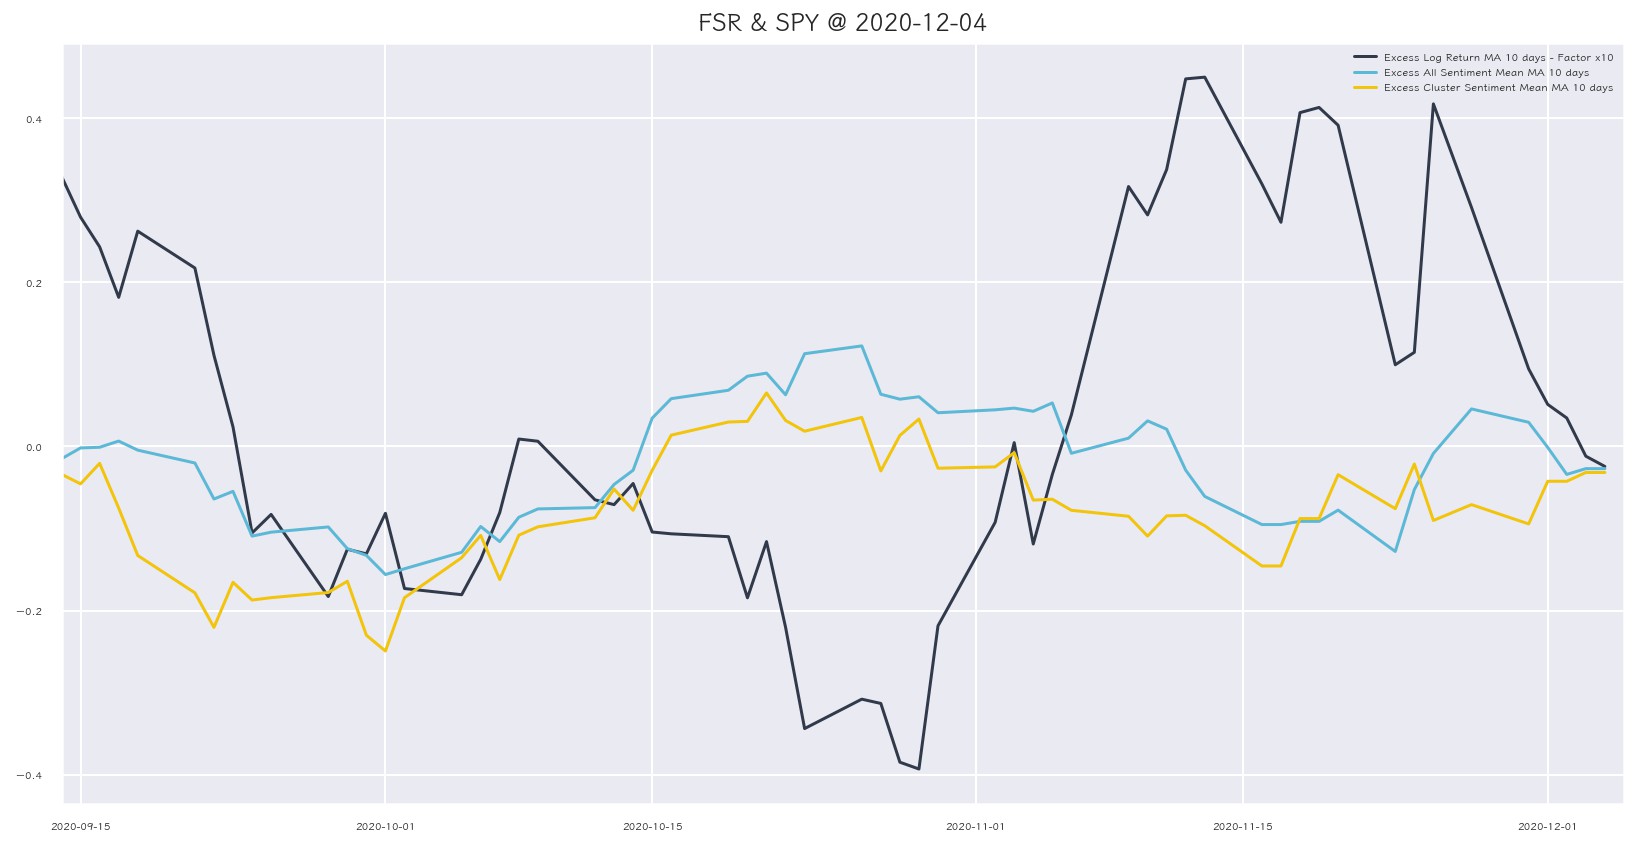 FSR & SPY @ 2020-12-04
Excess Log Return MA 10 days - Factor x10
Excess All Sentiment Mean MA 10 days
Excess Cluster Sentiment Mean MA 10 days
0.4
0.2
0.0
−0.2
−0.4
2020-09-15 2020-10-01 2020-10-15 2020-11-01 2020-11-15 2020-12-01